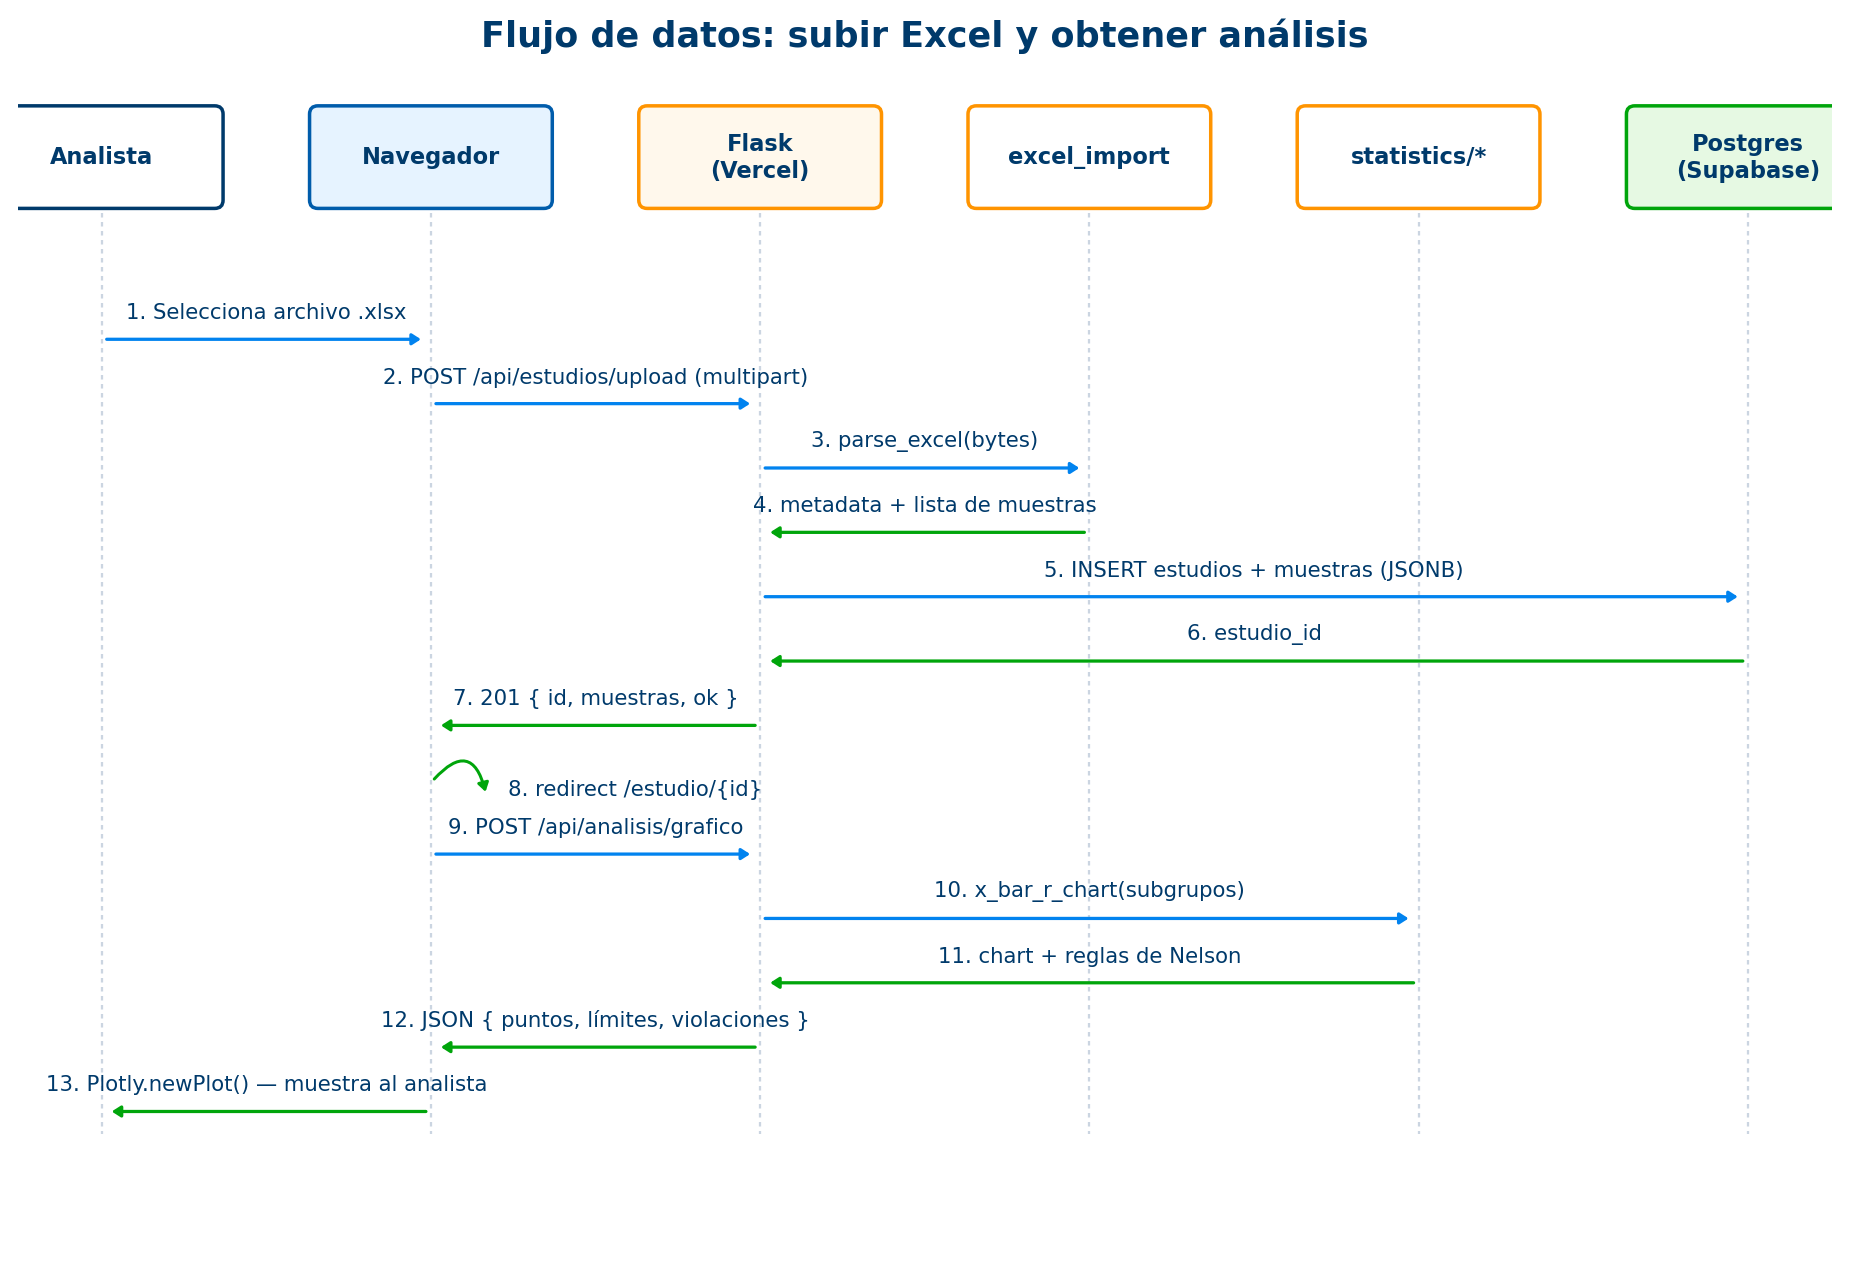 Flujo de datos: subir Excel y obtener análisis
Analista
Navegador
Flask
(Vercel)
excel_import
statistics/*
Postgres
(Supabase)
1. Selecciona archivo .xlsx
2. POST /api/estudios/upload (multipart)
3. parse_excel(bytes)
4. metadata + lista de muestras
5. INSERT estudios + muestras (JSONB)
6. estudio_id
7. 201 { id, muestras, ok }
8. redirect /estudio/{id}
9. POST /api/analisis/grafico
10. x_bar_r_chart(subgrupos)
11. chart + reglas de Nelson
12. JSON { puntos, límites, violaciones }
13. Plotly.newPlot() — muestra al analista